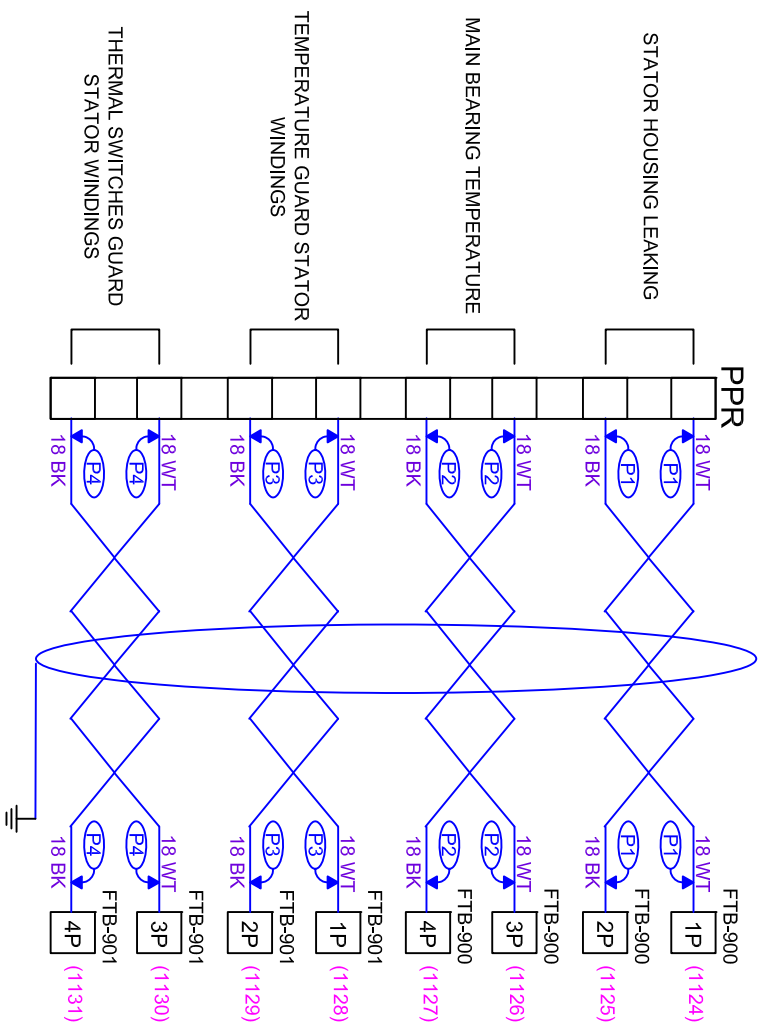 PPR
STATOR HOUSING LEAKING
18 WT
P1
P1
18 BK
18 WT
P1
P1
18 BK
FTB-900
1P (1124)
FTB-900
2P (1125)
MAIN BEARING TEMPERATURE
18 WT
P2
P2
18 BK
18 WT
P2
P2
18 BK
FTB-900
3P (1126)
FTB-900
4P (1127)
TEMPERATURE GUARD STATOR
WINDINGS
18 WT
P3
P3
18 BK
18 WT
P3
P3
18 BK
FTB-901
1P (1128)
FTB-901
2P (1129)
THERMAL SWITCHES GUARD
STATOR WINDINGS
18 WT
P4
P4
18 BK
18 WT
P4
P4
18 BK
FTB-901
3P (1130)
FTB-901
4P (1131)